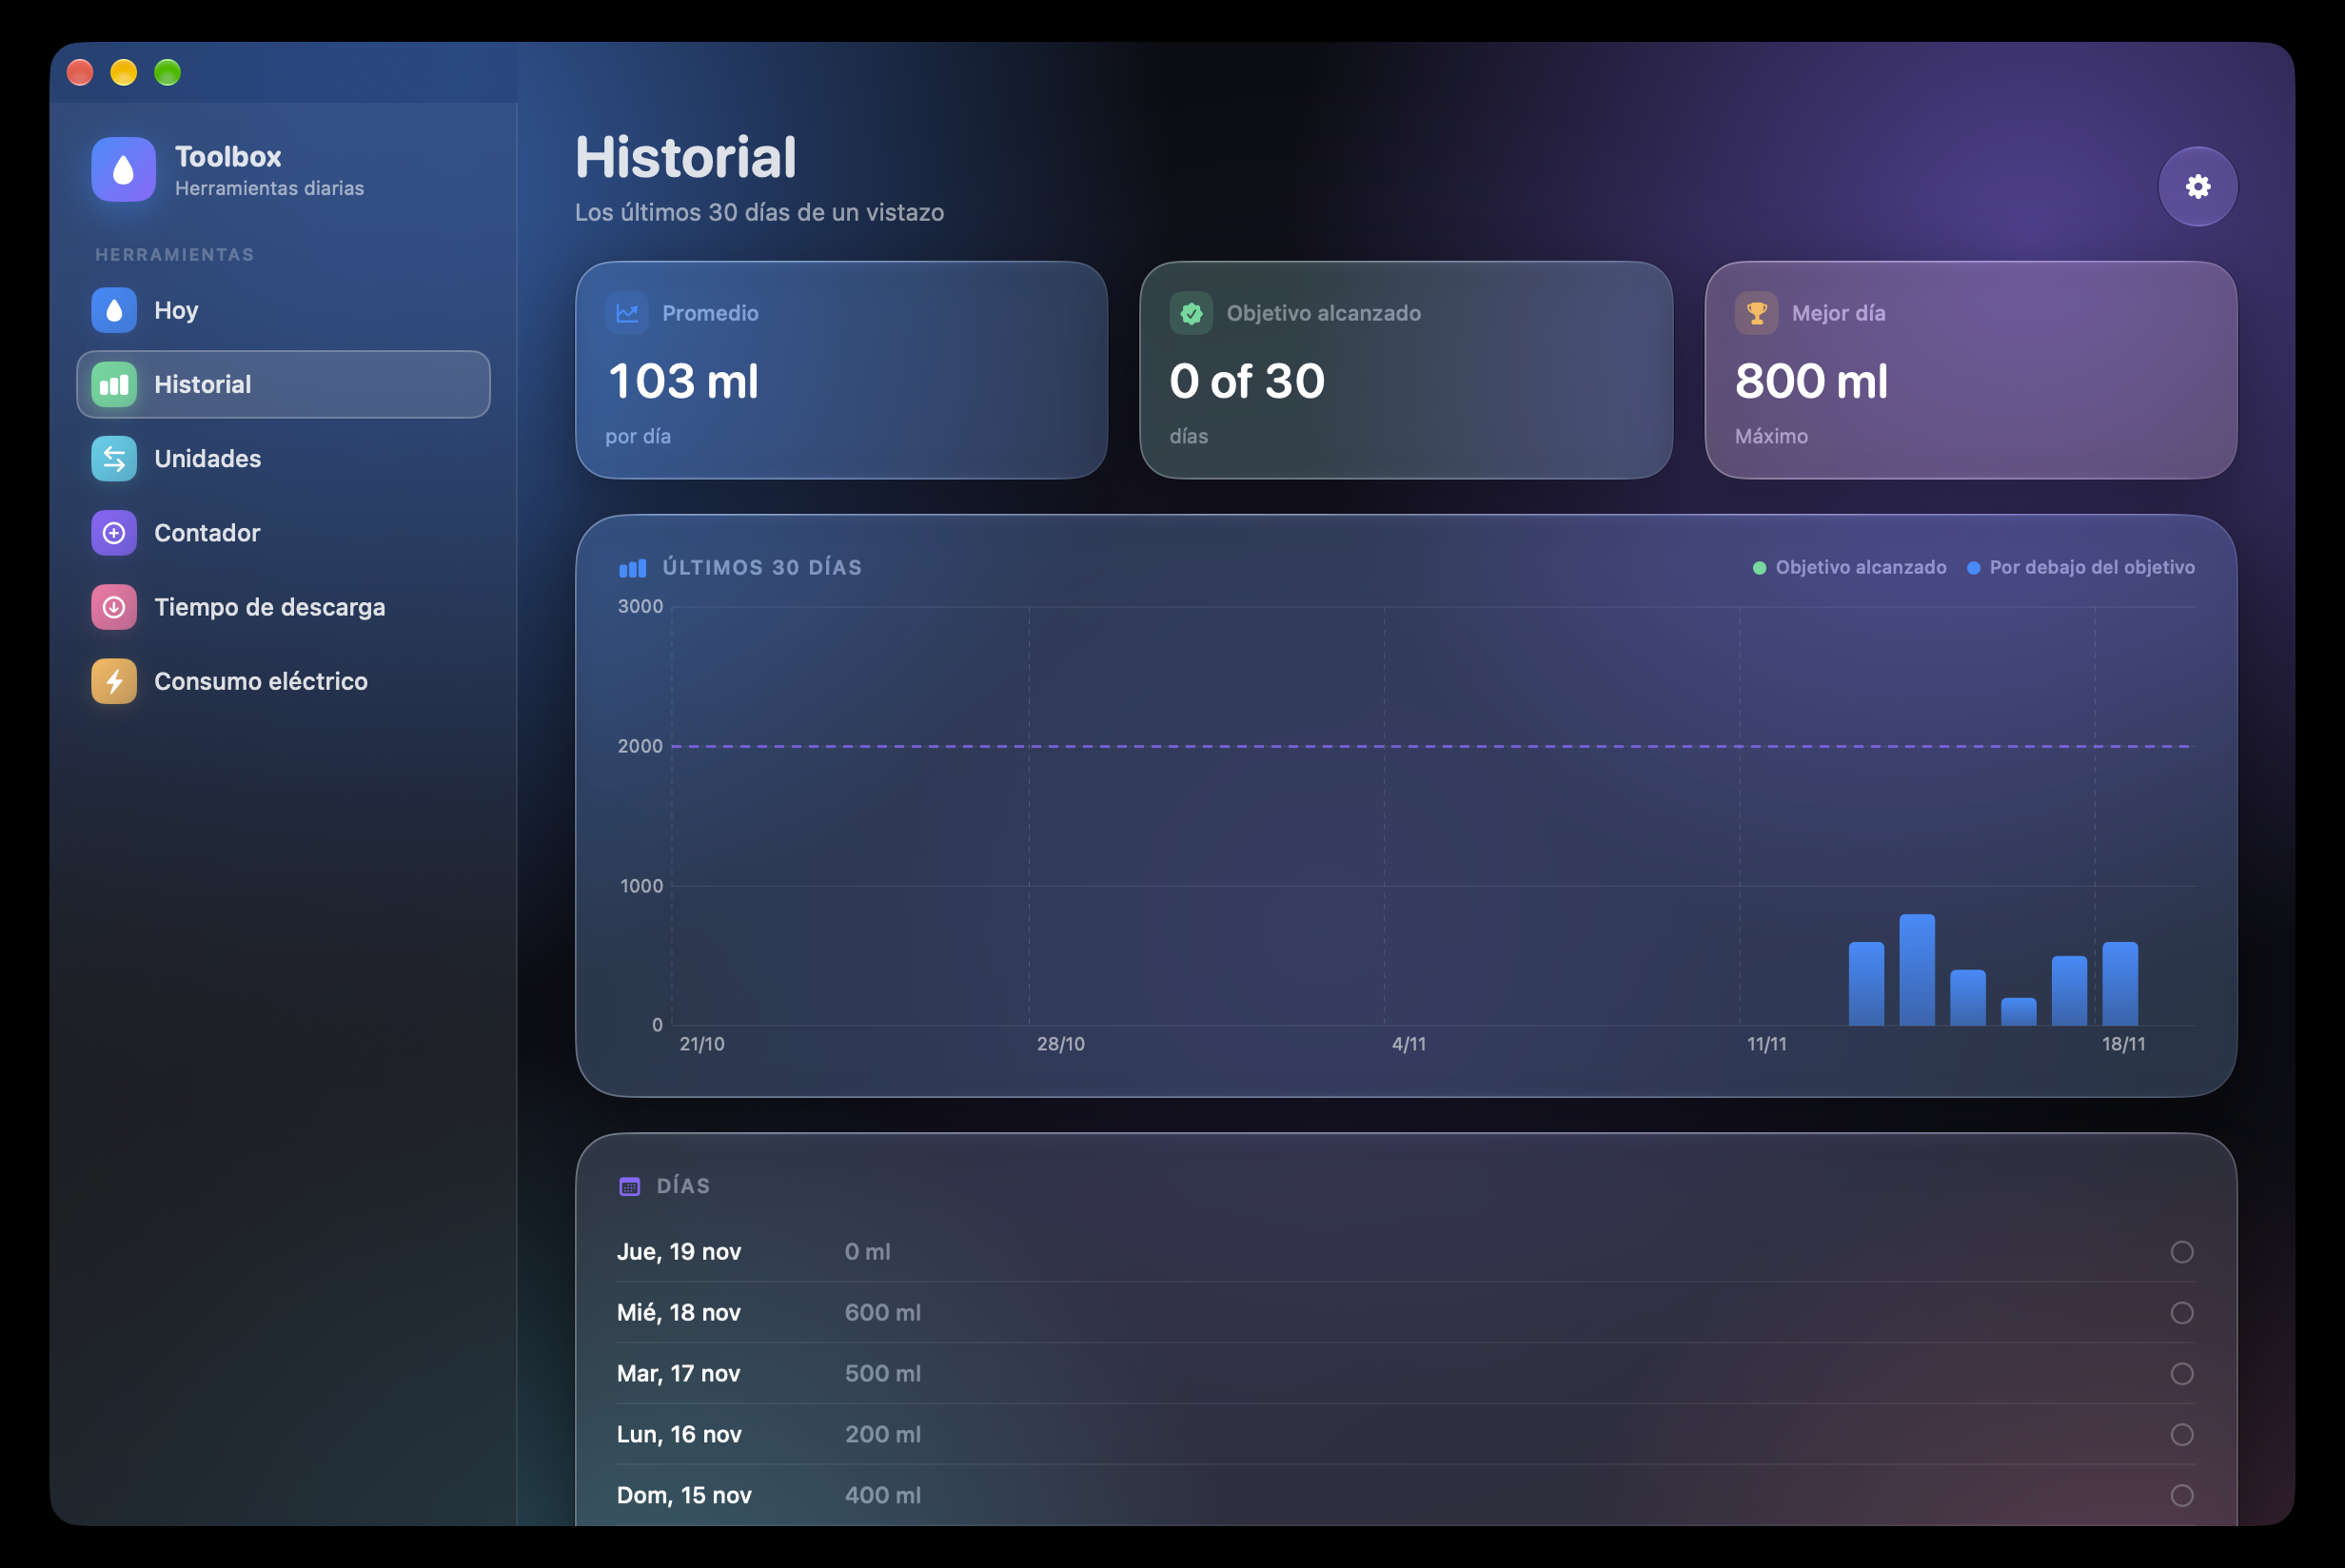 Toolbox
Herramientas diarias
HERRAMIENTAS
Hoy
Historial
Unidades
Contador
Tiempo de descarga
Consumo eléctrico
Historial
Los últimos 30 días de un vistazo
Promedio
103 ml
por día
Objetivo alcanzado
0 of 30
días
Mejor día
800 ml
Máximo
ÚLTIMOS 30 DÍAS
Objetivo alcanzado
Por debajo del objetivo
3000
2000
1000
0
21/10
28/10
4/11
11/11
18/11
DÍAS
Jue, 19 nov 0 ml
Mié, 18 nov 600 ml
Mar, 17 nov 500 ml
Lun, 16 nov 200 ml
Dom, 15 nov 400 ml